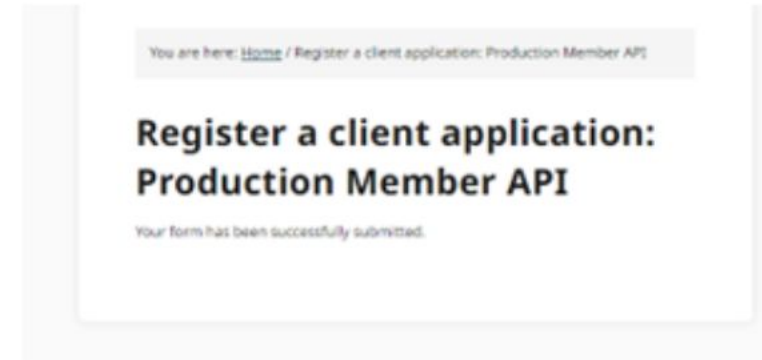 You are here: Home / Register a client application: Production Member API
Register a client application:
Production Member API
Your form has been successfully submitted.